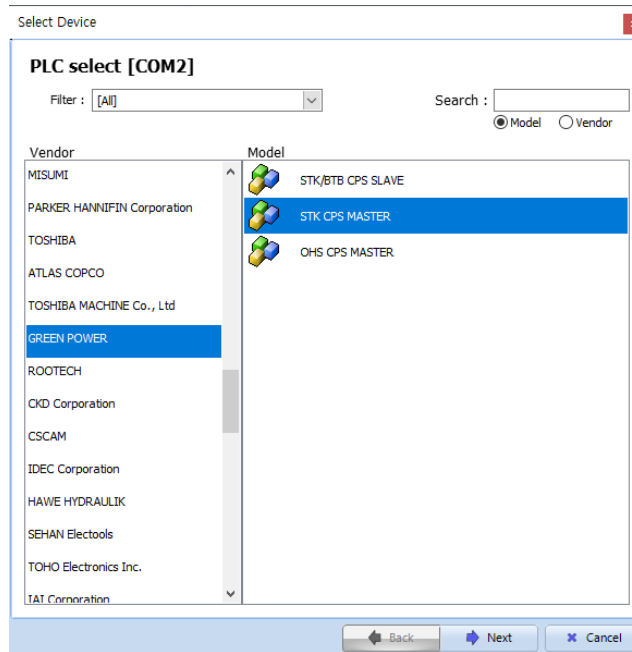 Select Device
PLC select [COM2]
Filter : [All]
Search :
Model Vendor
Vendor
MISUMI
PARKER HANNIFIN Corporation
TOSHIBA
ATLAS COPCO
TOSHIBA MACHINE Co., Ltd
GREEN POWER
ROOTECH
CKD Corporation
CSCAM
IDEC Corporation
HAWE HYDRAULIK
SEHAN Electools
TOHO Electronics Inc.
IAI Corporation
Model
STK/BTB CPS SLAVE
STK CPS MASTER
OHS CPS MASTER
Back Next Cancel